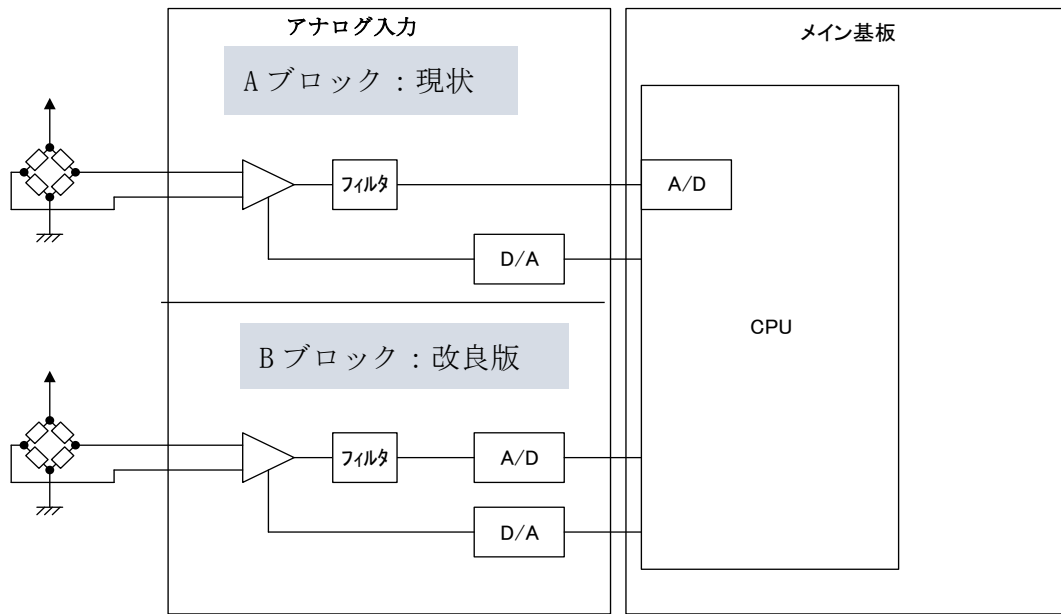 アナログ入力
メイン基板
Aブロック：現状
フィルタ
A/D
D/A
CPU
Bブロック：改良版
フィルタ
A/D
D/A